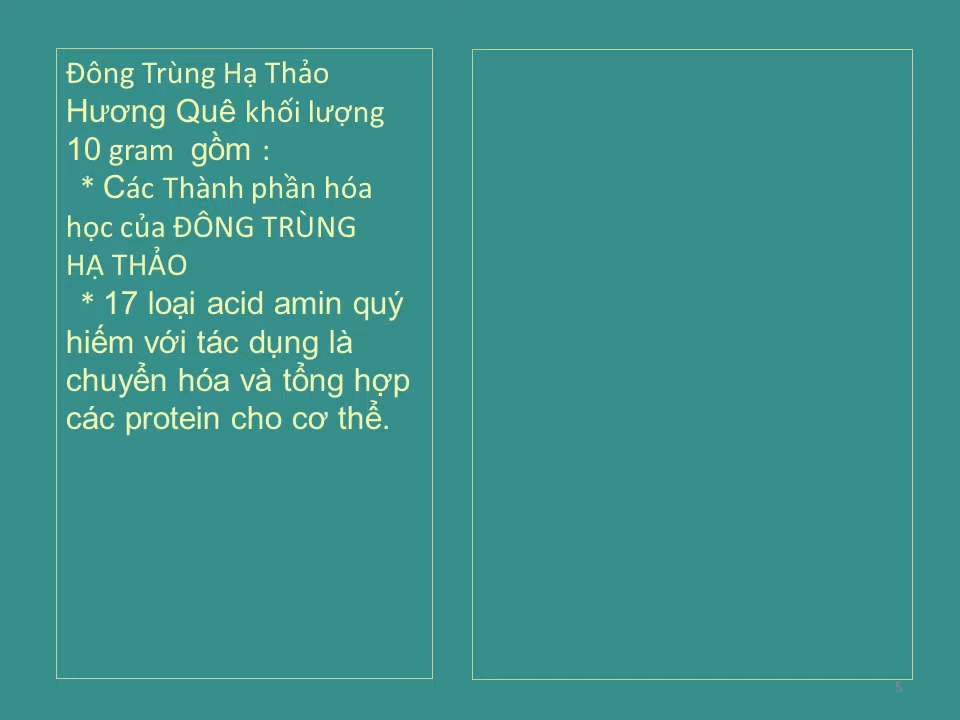 Đông Trùng Hạ Thảo
Hương Quê khối lượng
10 gram  gồm :
* Các Thành phần hóa
học của ĐÔNG TRÙNG
HẠ THẢO
* 17 loại acid amin quý
hiếm với tác dụng là
chuyển hóa và tổng hợp
các protein cho cơ thể.
5